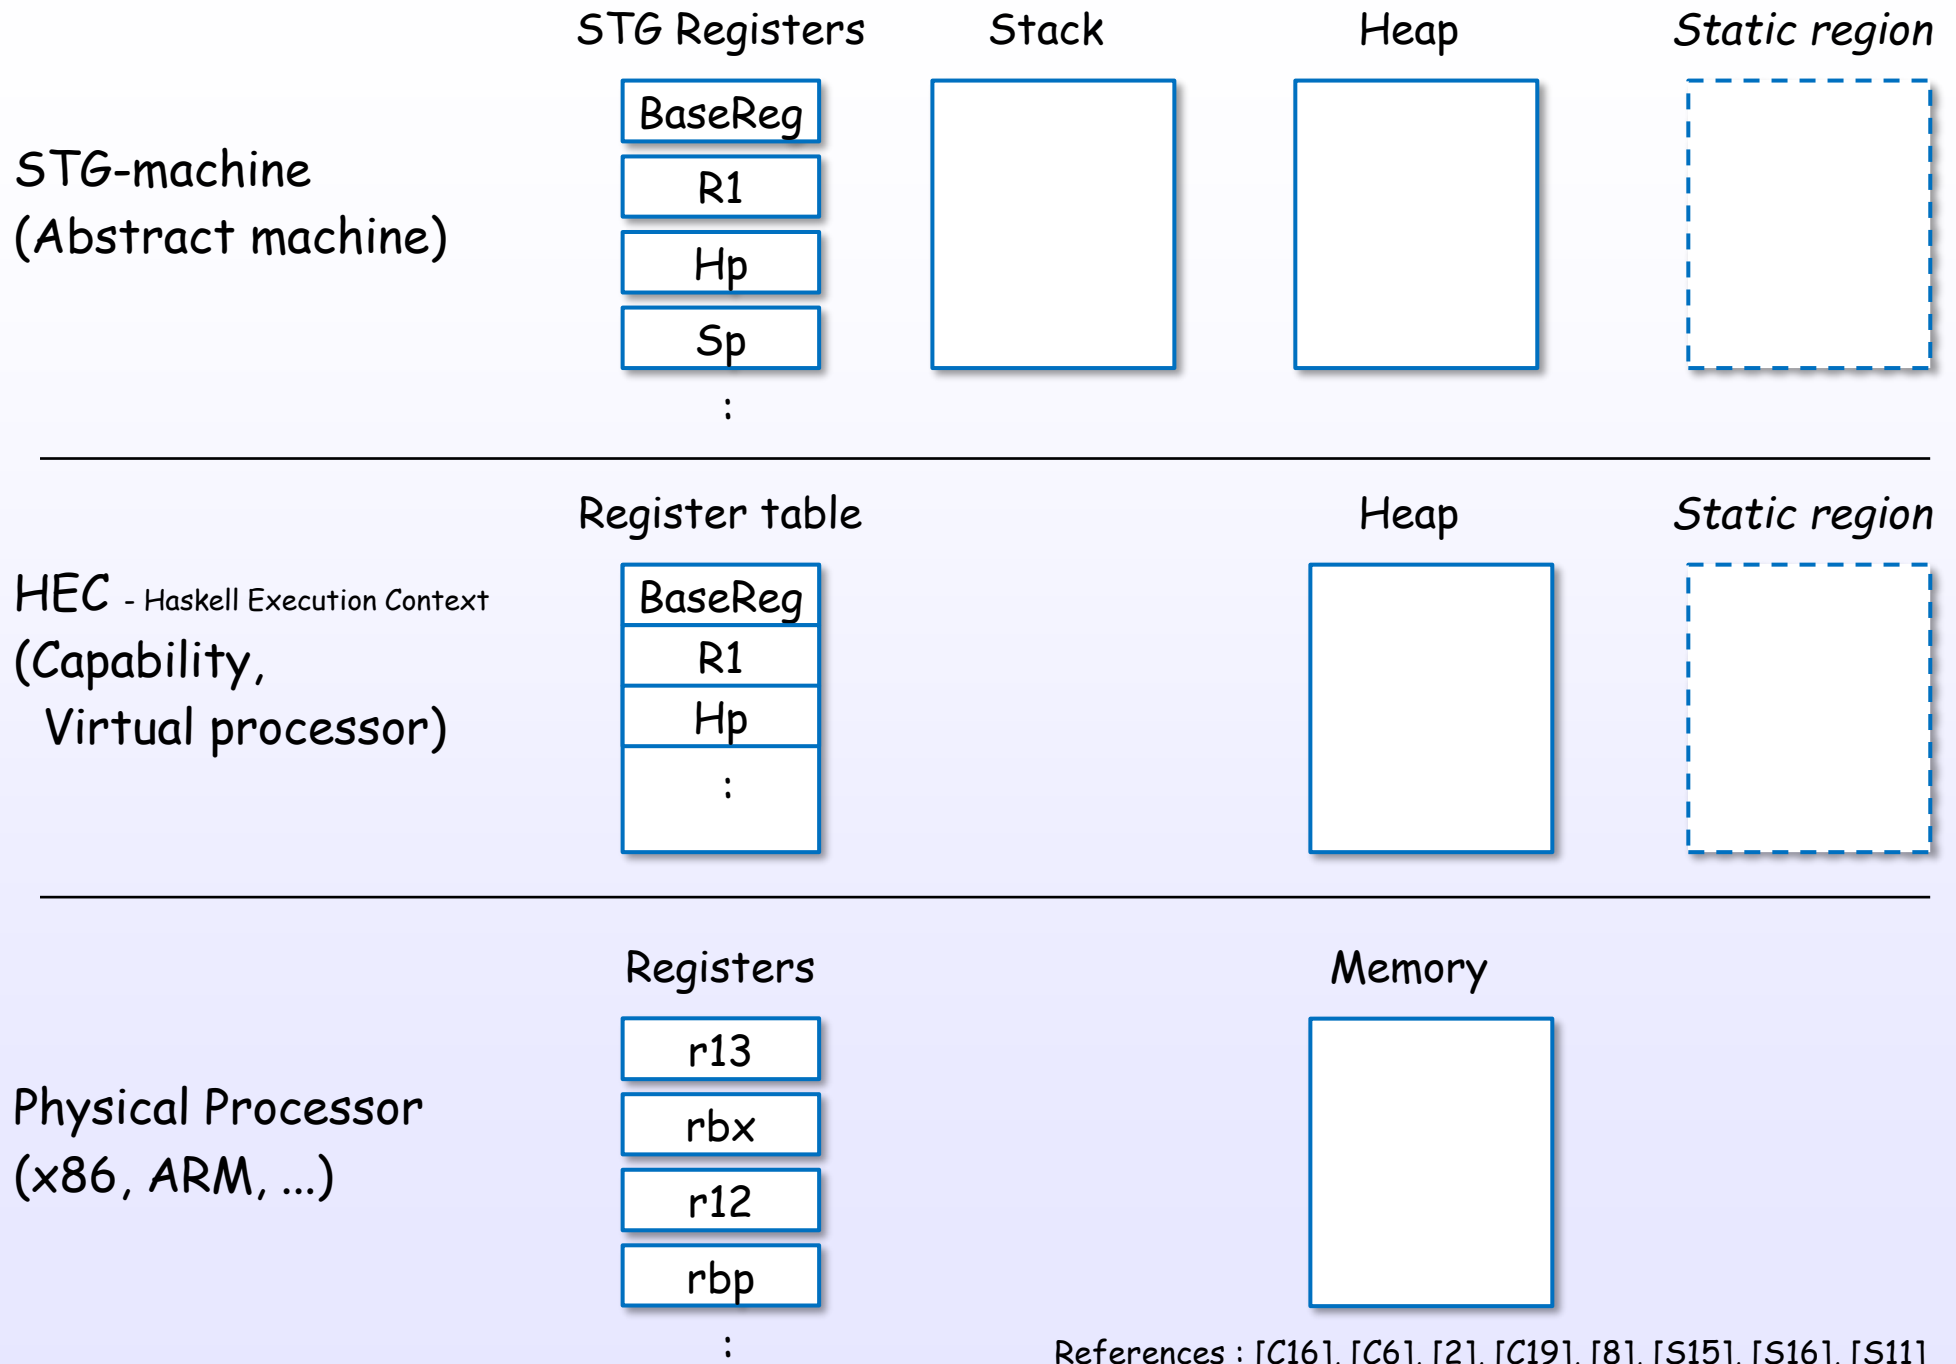 STG Registers Stack Heap Static region
STG-machine
(Abstract machine)
BaseReg
R1
Hp
Sp
:
Register table Heap Static region
HEC - Haskell Execution Context
(Capability,
Virtual processor)
BaseReg
R1
Hp
:
Registers Memory
Physical Processor
(x86, ARM, ...)
r13
rbx
r12
rbp
:
References : [C16], [C6], [2], [C19], [8], [S15], [S16], [S11]